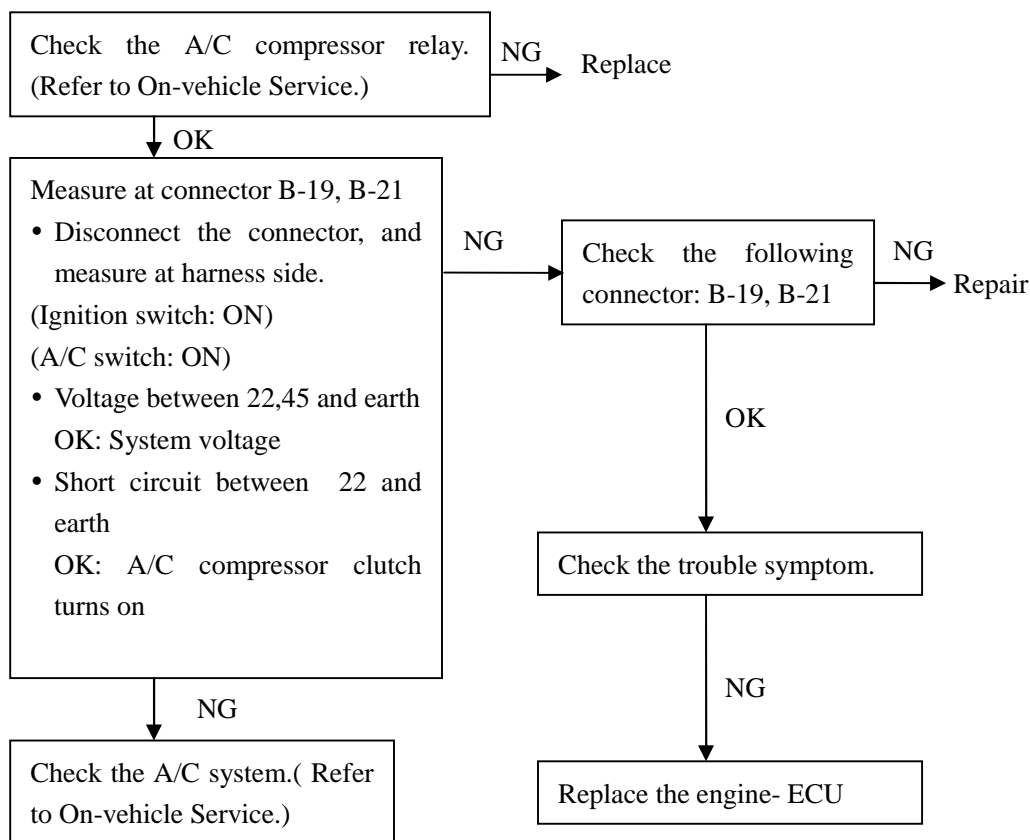 Check the A/C compressor relay.
(Refer to On-vehicle Service.)
NG
Replace
OK
Measure at connector B-19, B-21
• Disconnect the connector, and
measure at harness side.
(Ignition switch: ON)
(A/C switch: ON)
• Voltage between 22,45 and earth
OK: System voltage
• Short circuit between 22 and
earth
OK: A/C compressor clutch
turns on
NG
Check the following
connector: B-19, B-21
NG
Repair
OK
Check the trouble symptom.
NG
Replace the engine- ECU
NG
Check the A/C system.( Refer
to On-vehicle Service.)